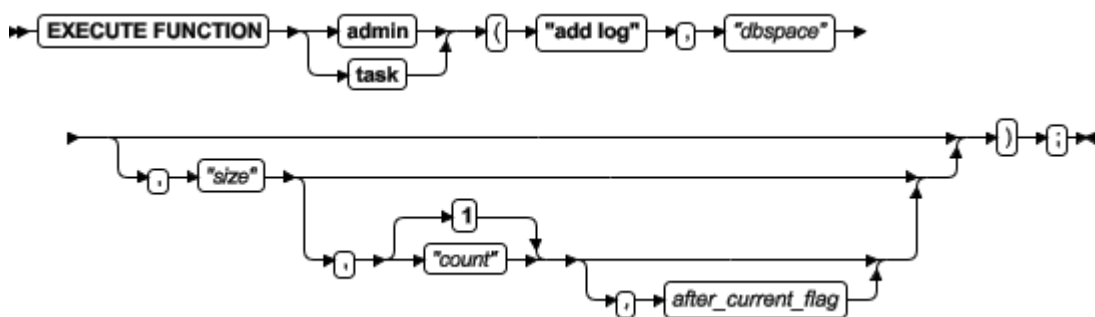 EXECUTE FUNCTION admin ( "add log" , "dbspace"
task
) ;
, "size"
1
, "count"
, after_current_flag